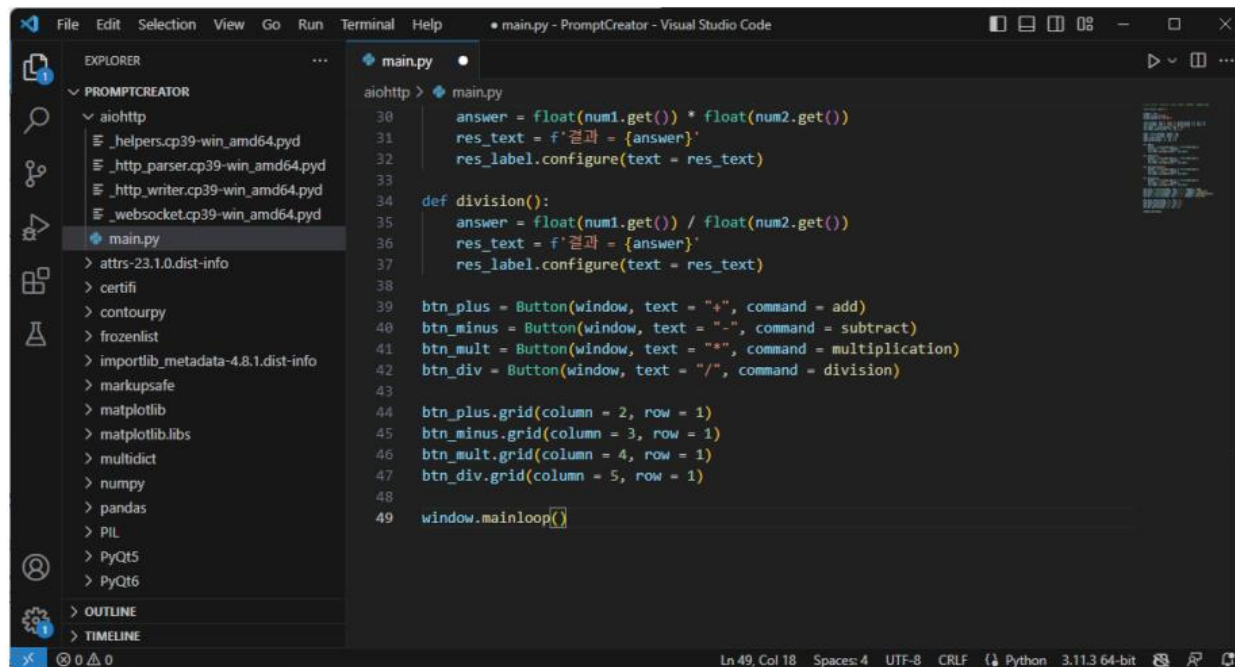 File Edit Selection View Go Run Terminal Help
• main.py - PromptCreator - Visual Studio Code
EXPLORER
PROMPTCREATOR
aiohttp
_helpers.cp39-win_amd64.pyd
_http_parser.cp39-win_amd64.pyd
_http_writer.cp39-win_amd64.pyd
_websocket.cp39-win_amd64.pyd
main.py
attrs-23.1.0.dist-info
certifi
contourpy
frozenlist
importlib_metadata-4.8.1.dist-info
markupsafe
matplotlib
matplotlib.libs
multidict
numpy
pandas
PIL
PyQt5
PyQt6
OUTLINE
TIMELINE
1
1
main.py
aiohttp > main.py
30 answer = float(num1.get()) * float(num2.get())
31 res_text = f'결과 = {answer}'
32 res_label.configure(text = res_text)
33
34 def division():
35 answer = float(num1.get()) / float(num2.get())
36 res_text = f'결과 = {answer}'
37 res_label.configure(text = res_text)
38
39 btn_plus = Button(window, text = "+", command = add)
40 btn_minus = Button(window, text = "-", command = subtract)
41 btn_mult = Button(window, text = "*", command = multiplication)
42 btn_div = Button(window, text = "/", command = division)
43
44 btn_plus.grid(column = 2, row = 1)
45 btn_minus.grid(column = 3, row = 1)
46 btn_mult.grid(column = 4, row = 1)
47 btn_div.grid(column = 5, row = 1)
48
49 window.mainloop()
0 0 Ln 49, Col 18 Spaces: 4 UTF-8 CRLF Python 3.11.3 64-bit